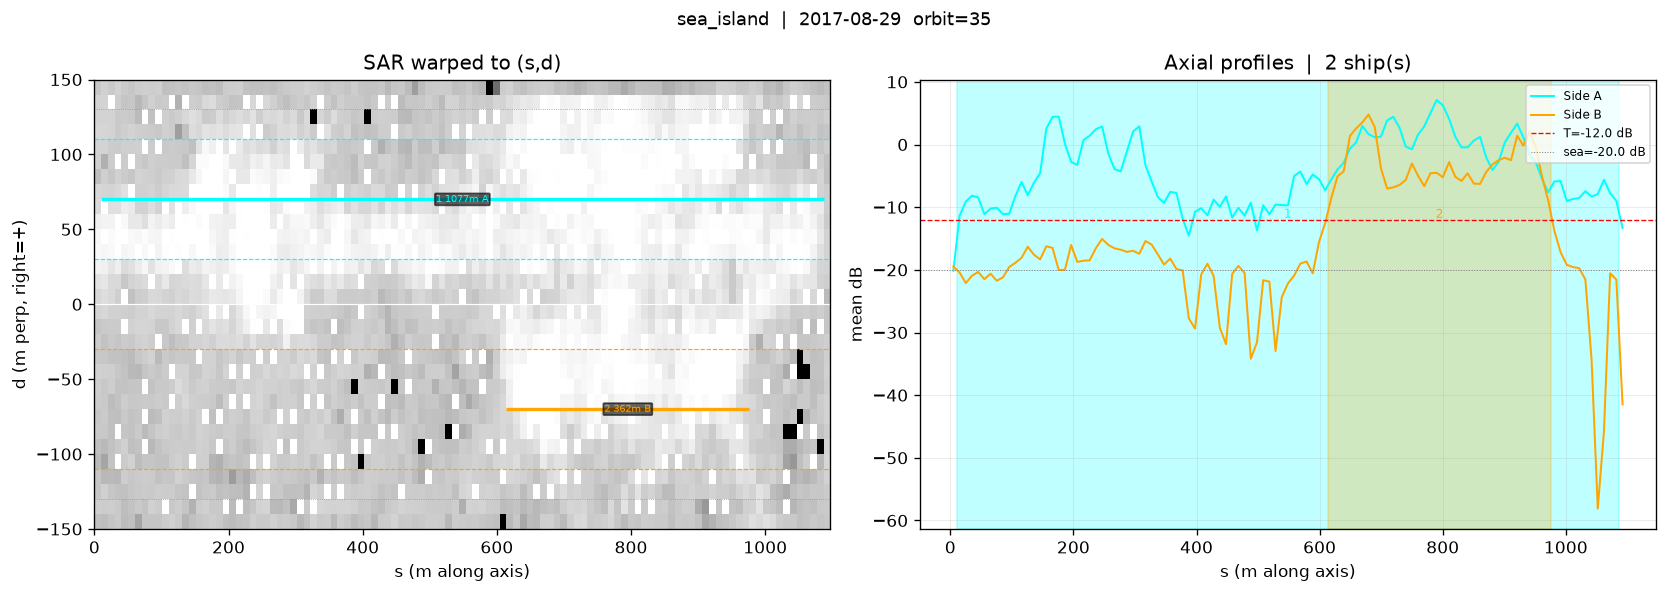 sea_island  |  2017-08-29  orbit=35
SAR warped to (s,d)
150
100
50
0
−50
−100
−150
d (m perp, right=+)
1 1077m A
2 362m B
0
200
400
600
800
1000
s (m along axis)
Axial profiles  |  2 ship(s)
10
0
−10
−20
−30
−40
−50
−60
mean dB
Side A
Side B
T=-12.0 dB
sea=-20.0 dB
1
2
0
200
400
600
800
1000
s (m along axis)